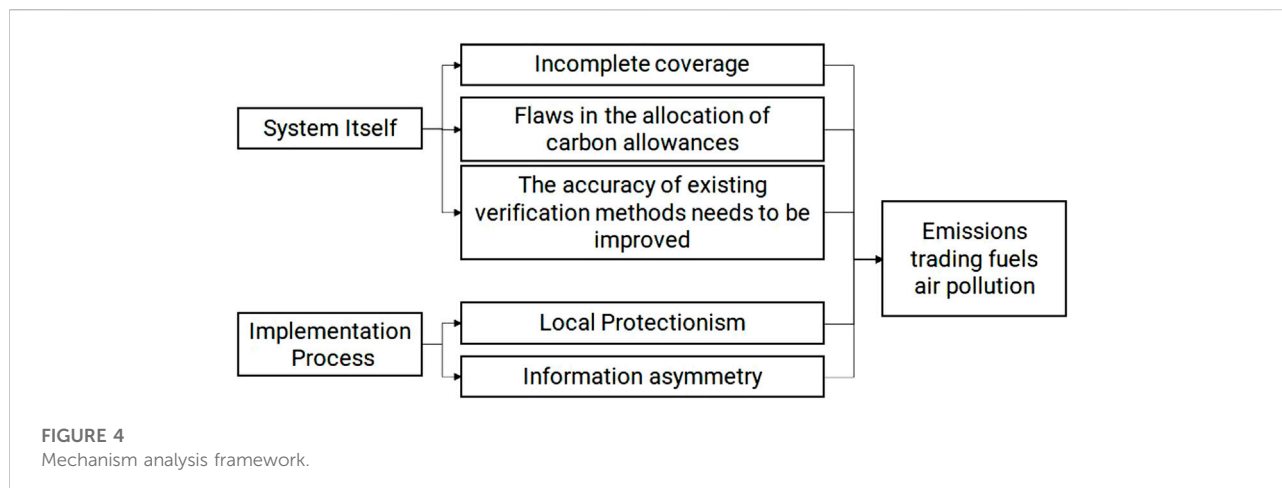 System Itself
Incomplete coverage
Flaws in the allocation of
carbon allowances
The accuracy of existing
verification methods needs to be
improved
Implementation
Process
Local Protectionism
Information asymmetry
Emissions
trading fuels
air pollution
FIGURE 4
Mechanism analysis framework.